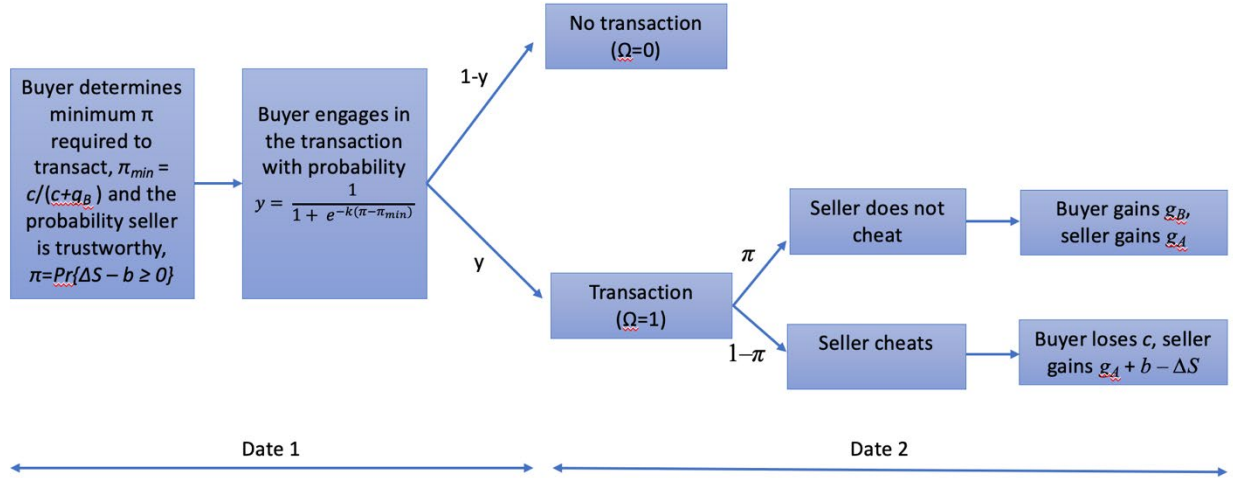 Buyer determines
minimum π
required to
transact, πmin =
c/(c+gB ) and the
probability seller
is trustworthy,
π=Pr{ΔS – b ≥ 0}
Buyer engages in
the transaction
with probability
y = 1 / (1 + e^−k(π−πmin))
1-y
y
No transaction
(Ω=0)
Transaction
(Ω=1)
π
1–π
Seller does not
cheat
Seller cheats
Buyer gains gB,
seller gains gA
Buyer loses c, seller
gains gA + b – ΔS
Date 1
Date 2